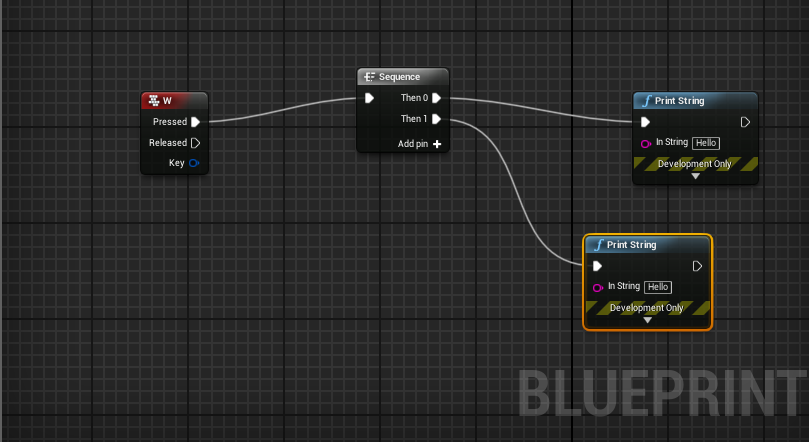 W
Pressed
Released
Key
Sequence
Then 0
Then 1
Add pin
Print String
In String Hello
Development Only
Print String
In String Hello
Development Only
BLUEPRINT